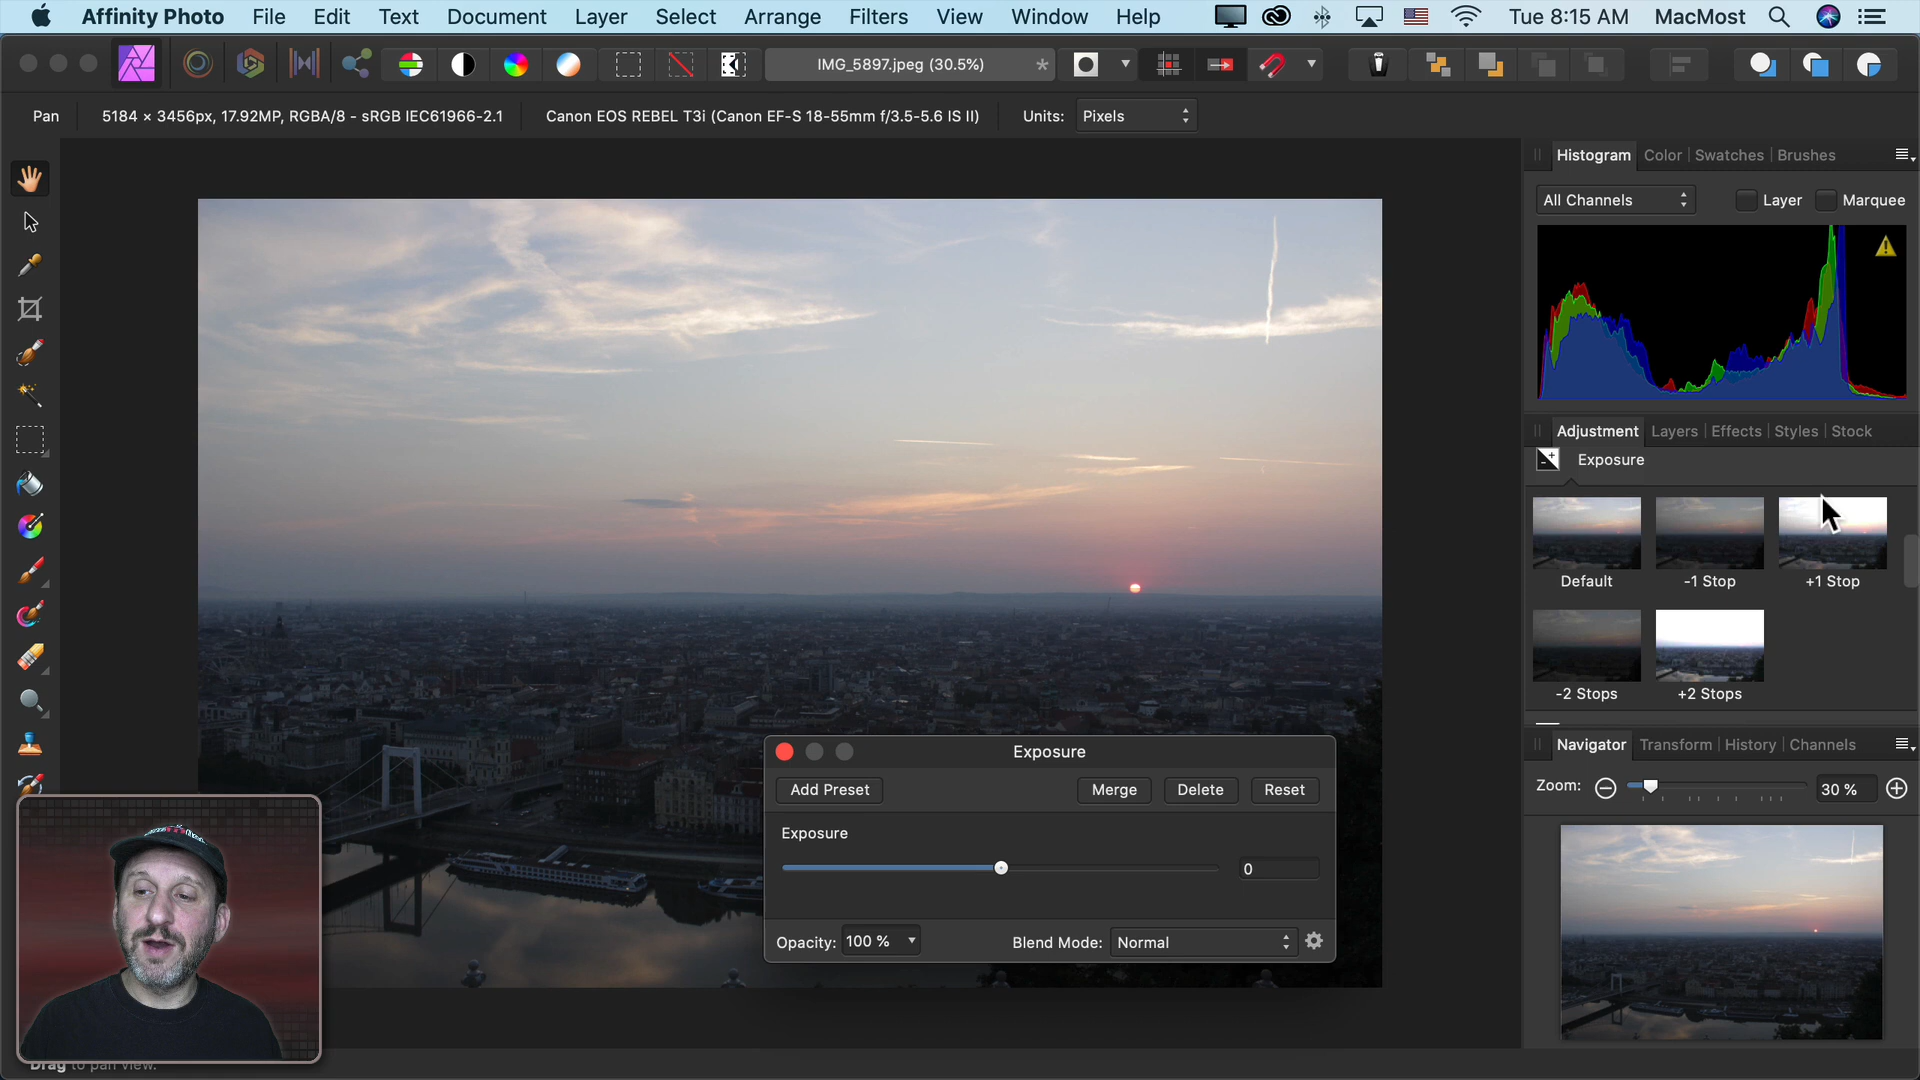 Affinity Photo File Edit Text Document Layer Select Arrange Filters View Window Help Tue 8:15 AM MacMost
IMG_5897.jpeg (30.5%) *
Pan 5184 × 3456px, 17.92MP, RGBA/8 - sRGB IEC61966-2.1 Canon EOS REBEL T3i (Canon EF-S 18-55mm f/3.5-5.6 IS II) Units: Pixels
Histogram Color Swatches Brushes
All Channels Layer Marquee
Adjustment Layers Effects Styles Stock
Exposure
Default -1 Stop +1 Stop
-2 Stops +2 Stops
Navigator Transform History Channels
Zoom: 30 %
Exposure
Add Preset Merge Delete Reset
Exposure
0
Opacity: 100 % Blend Mode: Normal
Drag to pan view.